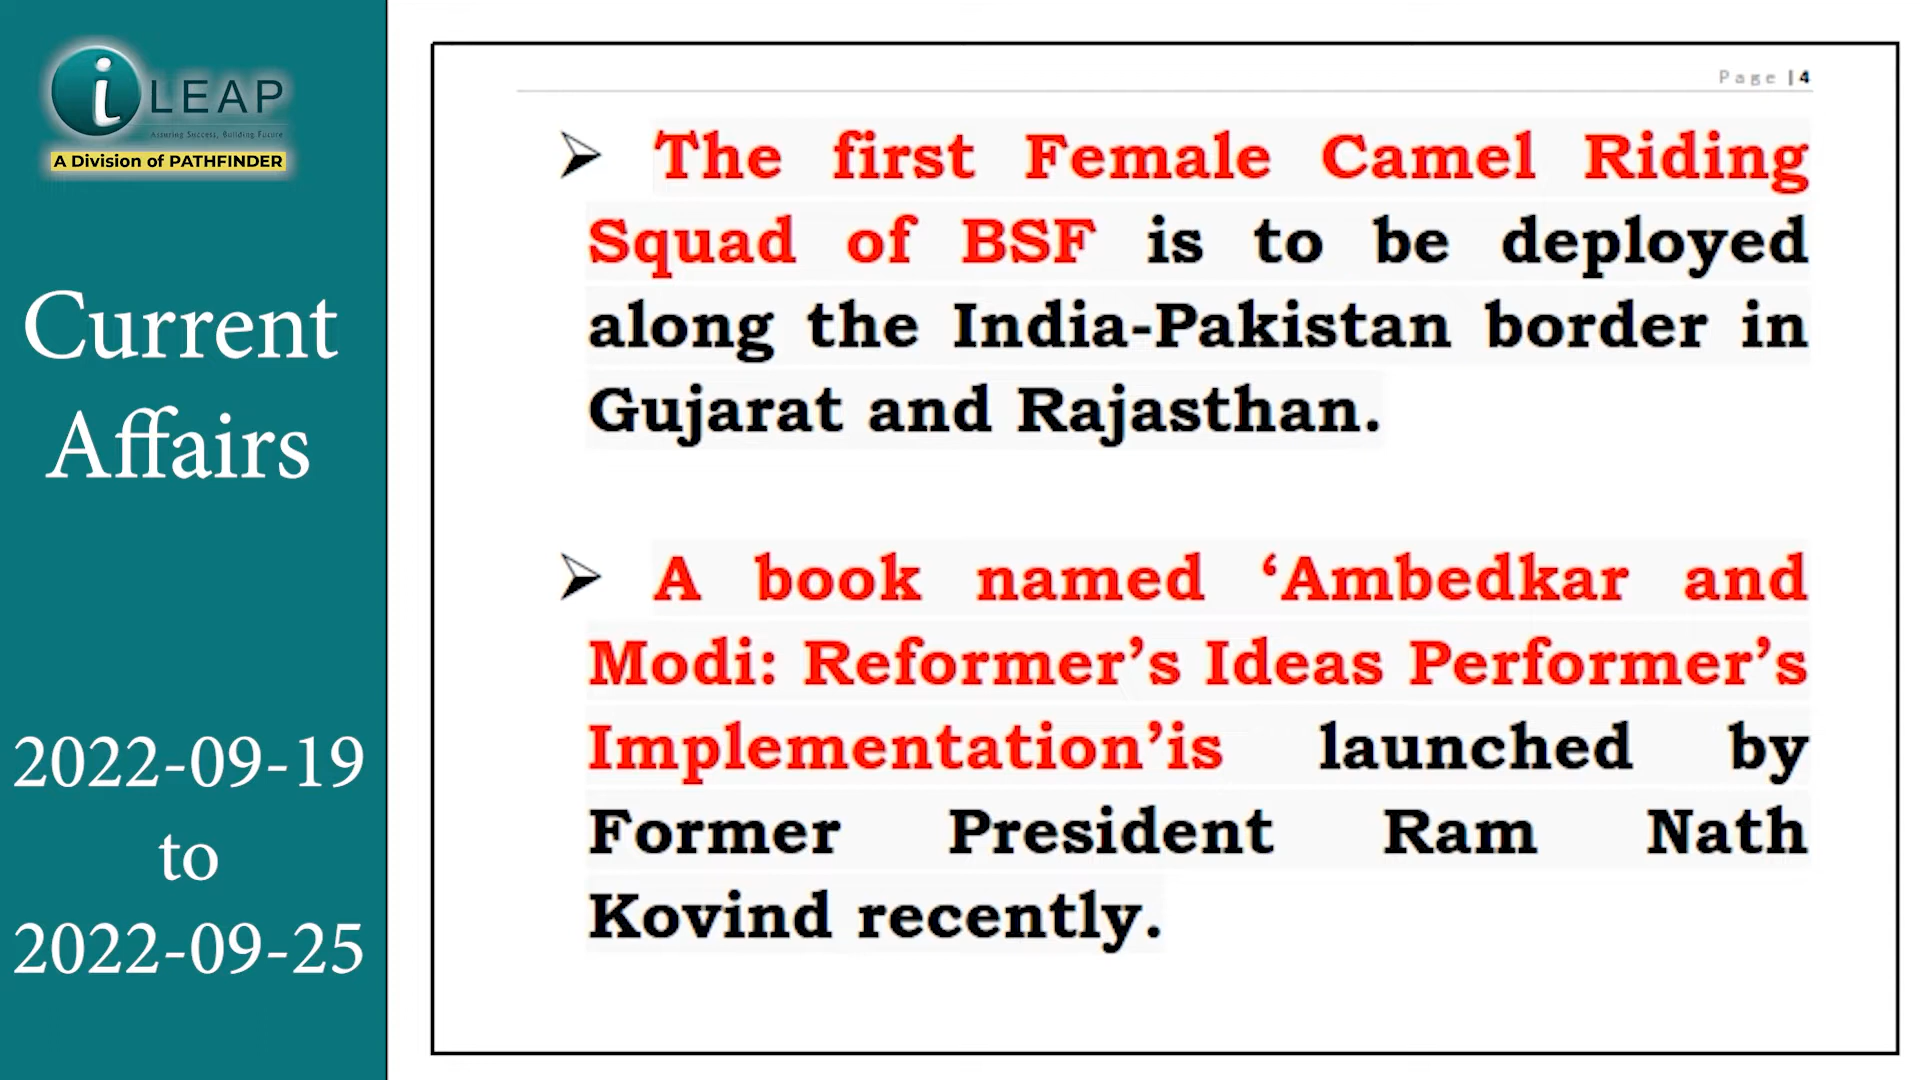 i LEAP
Assuring Success, Building Future
A Division of PATHFINDER
Current
Affairs
2022-09-19
to
2022-09-25
Page | 4
➢ The first Female Camel Riding
Squad of BSF is to be deployed
along the India-Pakistan border in
Gujarat and Rajasthan.
➢ A book named ‘Ambedkar and
Modi: Reformer’s Ideas Performer’s
Implementation’is launched by
Former President Ram Nath
Kovind recently.